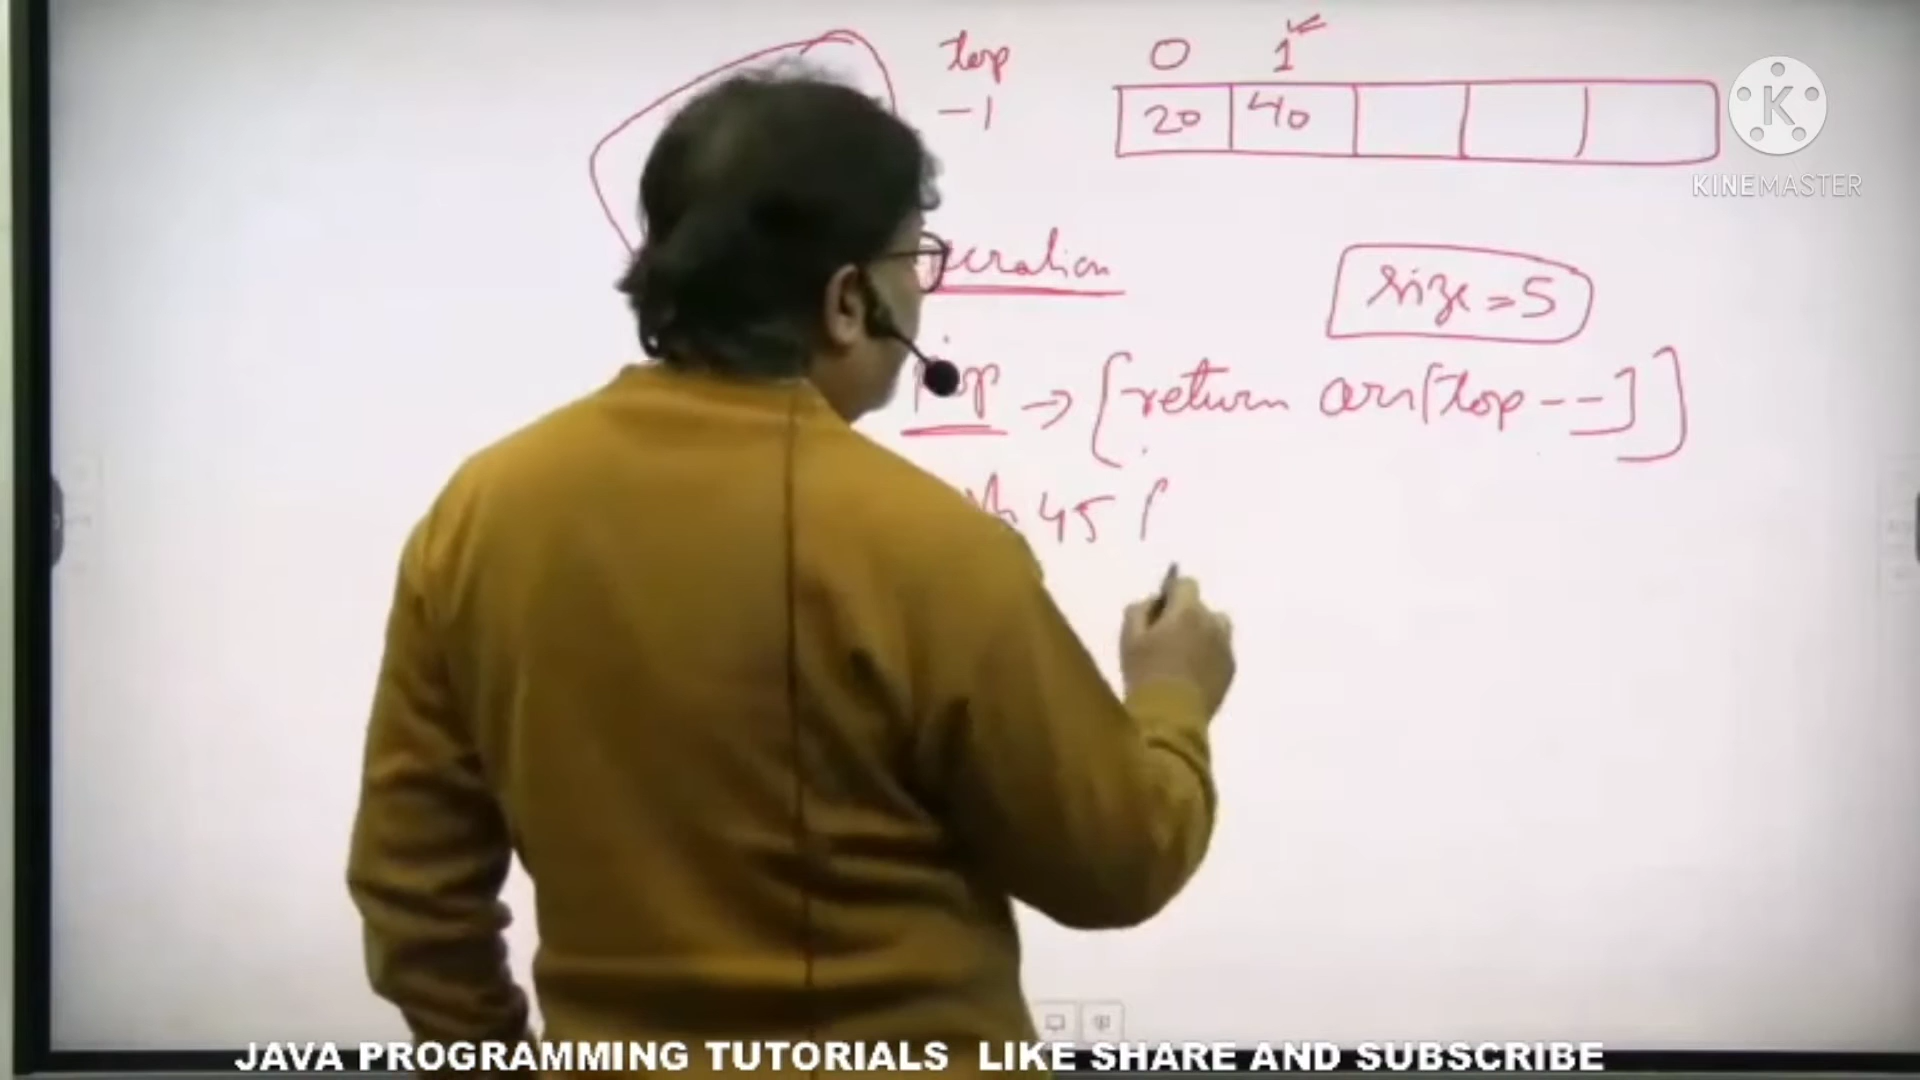 top 0 1
-1 20 40
K
KINEMASTER
size = 5
pop → [return arr[top--]]
45
JAVA PROGRAMMING TUTORIALS LIKE SHARE AND SUBSCRIBE